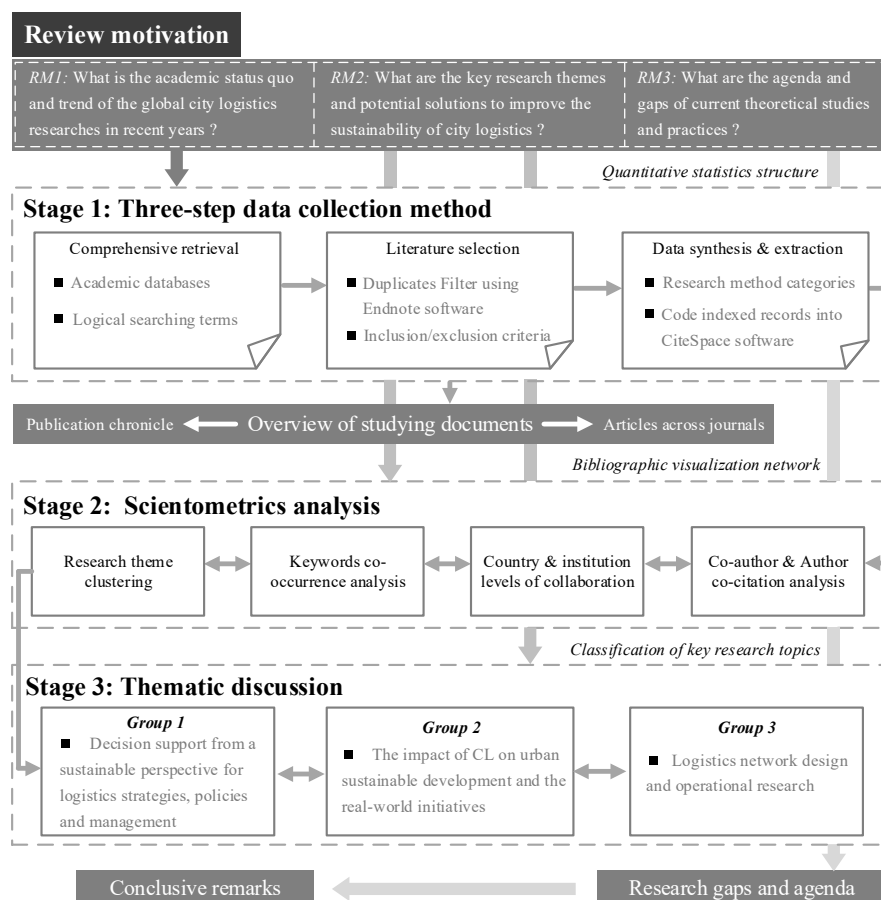 Review motivation
RM1: What is the academic status quo
and trend of the global city logistics
researches in recent years ?
RM2: What are the key research themes
and potential solutions to improve the
sustainability of city logistics ?
RM3: What are the agenda and
gaps of current theoretical studies
and practices ?
Quantitative statistics structure
Stage 1: Three-step data collection method
Comprehensive retrieval
■ Academic databases
■ Logical searching terms
Literature selection
■ Duplicates Filter using
Endnote software
■ Inclusion/exclusion criteria
Data synthesis & extraction
■ Research method categories
■ Code indexed records into
CiteSpace software
Publication chronicle
Overview of studying documents
Articles across journals
Bibliographic visualization network
Stage 2: Scientometrics analysis
Research theme
clustering
Keywords co-
occurrence analysis
Country & institution
levels of collaboration
Co-author & Author
co-citation analysis
Classification of key research topics
Stage 3: Thematic discussion
Group 1
■ Decision support from a
sustainable perspective for
logistics strategies, policies
and management
Group 2
■ The impact of CL on urban
sustainable development and the
real-world initiatives
Group 3
■ Logistics network design
and operational research
Conclusive remarks
Research gaps and agenda